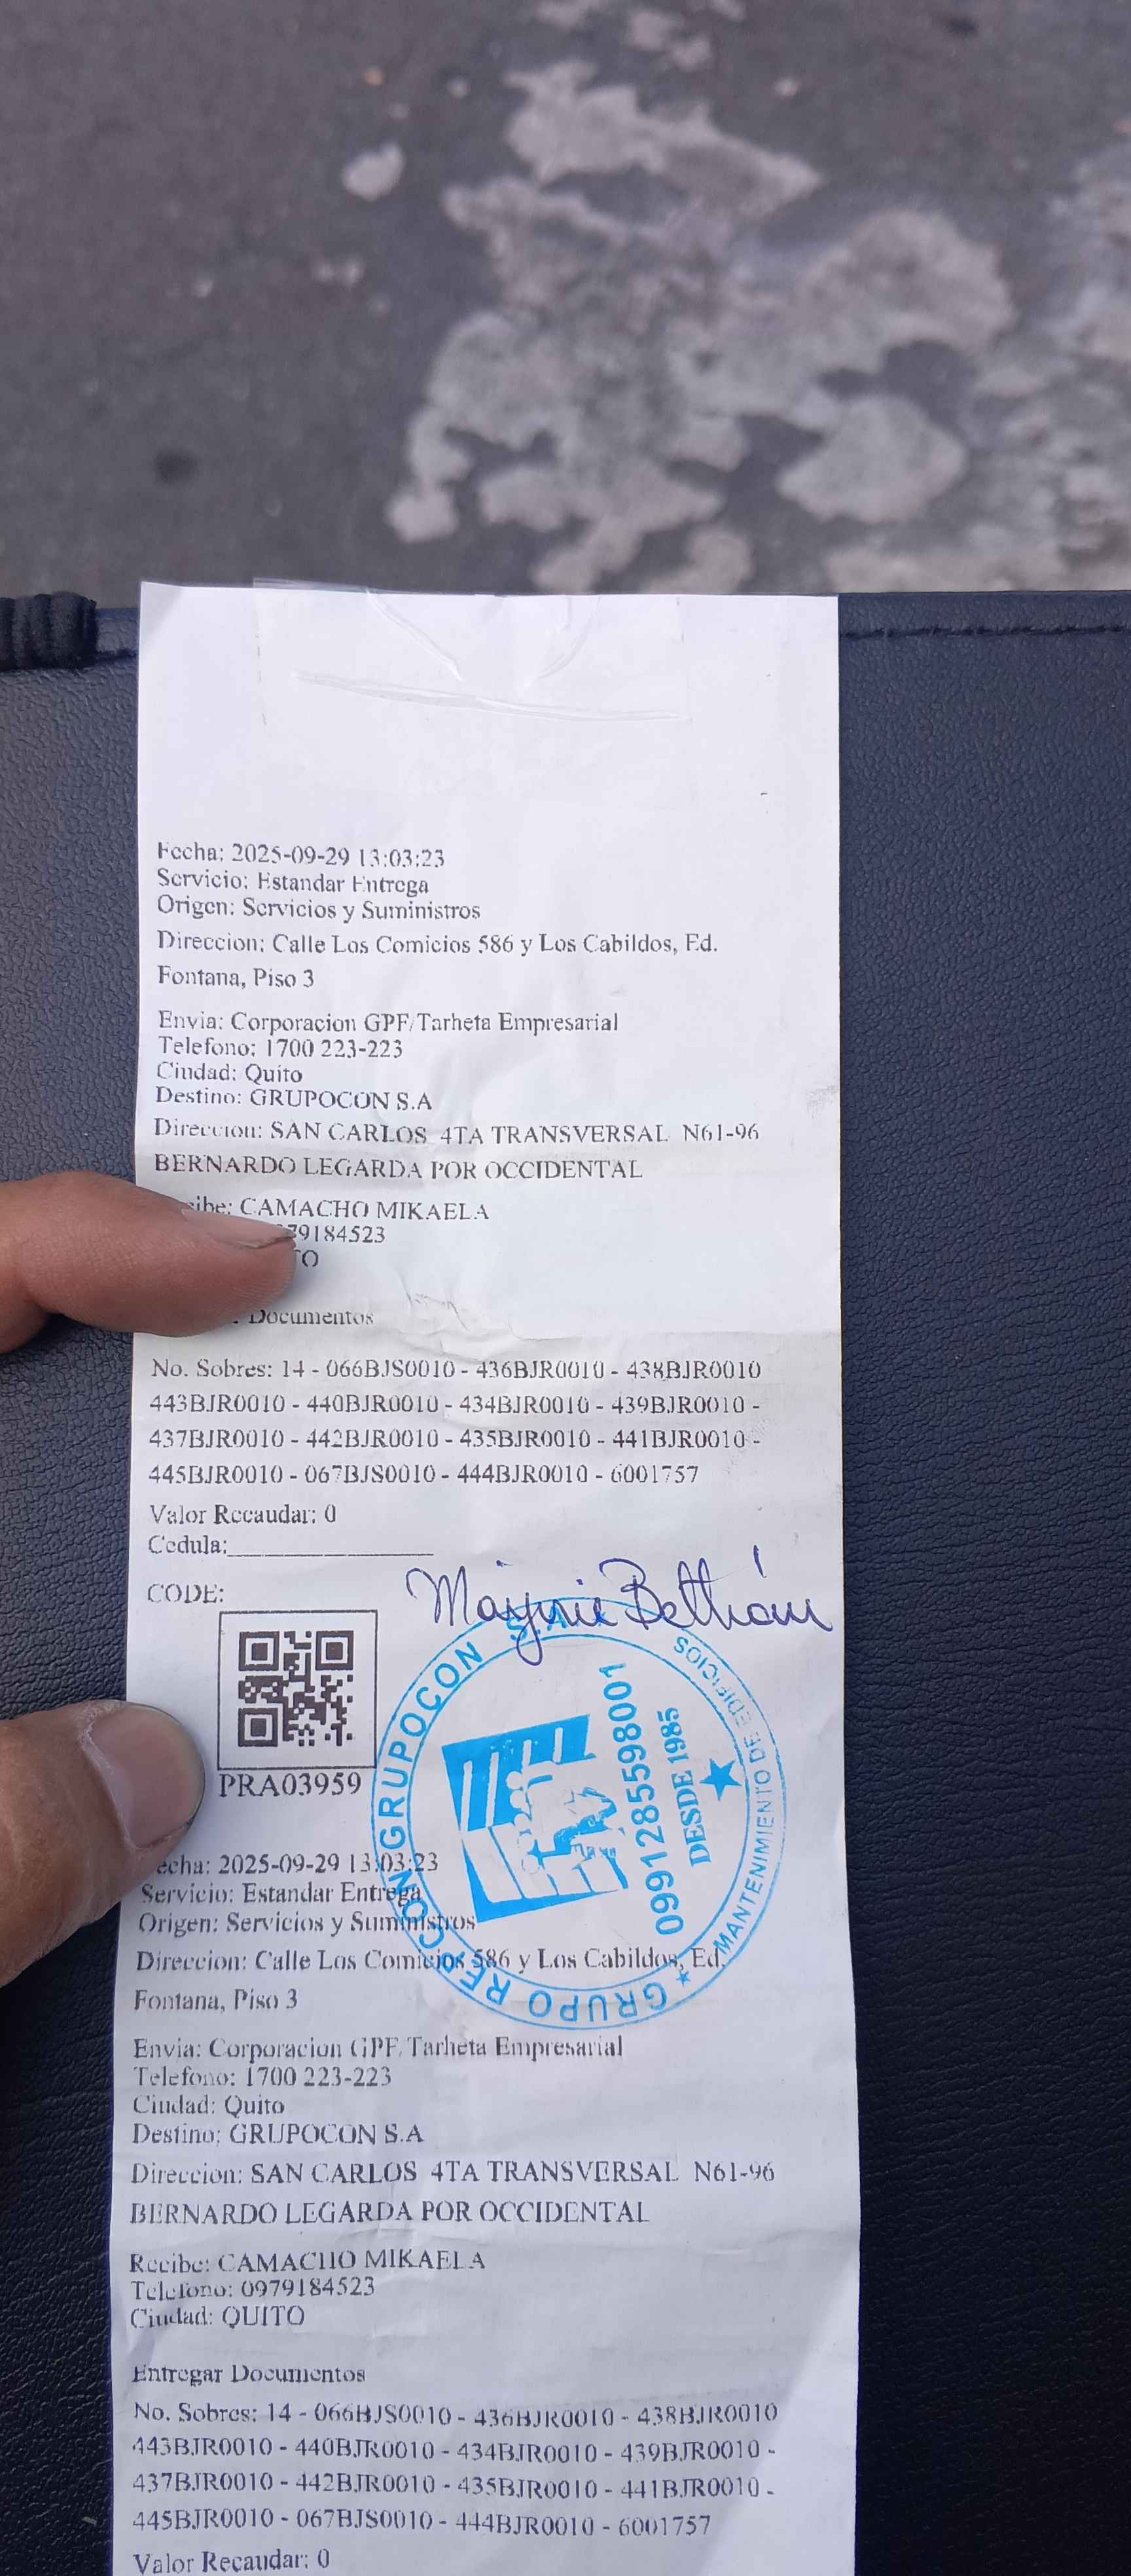 Fecha: 2025-09-29 13:03:23
Servicio: Estandar Entrega
Origen: Servicios y Suministros
Direccion: Calle Los Comicios 586 y Los Cabildos, Ed.
Fontana, Piso 3
Envia: Corporacion GPF/Tarheta Empresarial
Telefono: 1700 223-223
Ciudad: Quito
Destino: GRUPOCON S.A
Direccion: SAN CARLOS 4TA TRANSVERSAL N61-96
BERNARDO LEGARDA POR OCCIDENTAL
CAMACHO MIKAELA
79184523
TO
Documentos
No. Sobres: 14 - 066BJS0010 - 436BJR0010 - 438BJR0010
443BJR0010 - 440BJR0010 - 434BJR0010 - 439BJR0010 -
437BJR0010 - 442BJR0010 - 435BJR0010 - 441BJR0010 -
445BJR0010 - 067BJS0010 - 444BJR0010 - 6001757
Valor Recaudar: 0
Cedula:
Beltrán
CODE:
PRA03959
GRUPO RECCON GRUPOCON S.A.
MANTENIMIENTO DE EDIFICIOS
0991285598001
DESDE 1985
echa: 2025-09-29 13:03:23
Servicio: Estandar Entrega
Origen: Servicios y Suministros
Direccion: Calle Los Comicios 586 y Los Cabildos, Ed.
Fontana, Piso 3
Envia: Corporacion GPF/Tarheta Empresarial
Telefono: 1700 223-223
Ciudad: Quito
Destino: GRUPOCON S.A
Direccion: SAN CARLOS 4TA TRANSVERSAL N61-96
BERNARDO LEGARDA POR OCCIDENTAL
Recibe: CAMACHO MIKAELA
Telefono: 0979184523
Ciudad: QUITO
Entregar Documentos
No. Sobres: 14 - 066BJS0010 - 436BJR0010 - 438BJR0010
443BJR0010 - 440BJR0010 - 434BJR0010 - 439BJR0010 -
437BJR0010 - 442BJR0010 - 435BJR0010 - 441BJR0010 -
445BJR0010 - 067BJS0010 - 444BJR0010 - 6001757
Valor Recaudar: 0